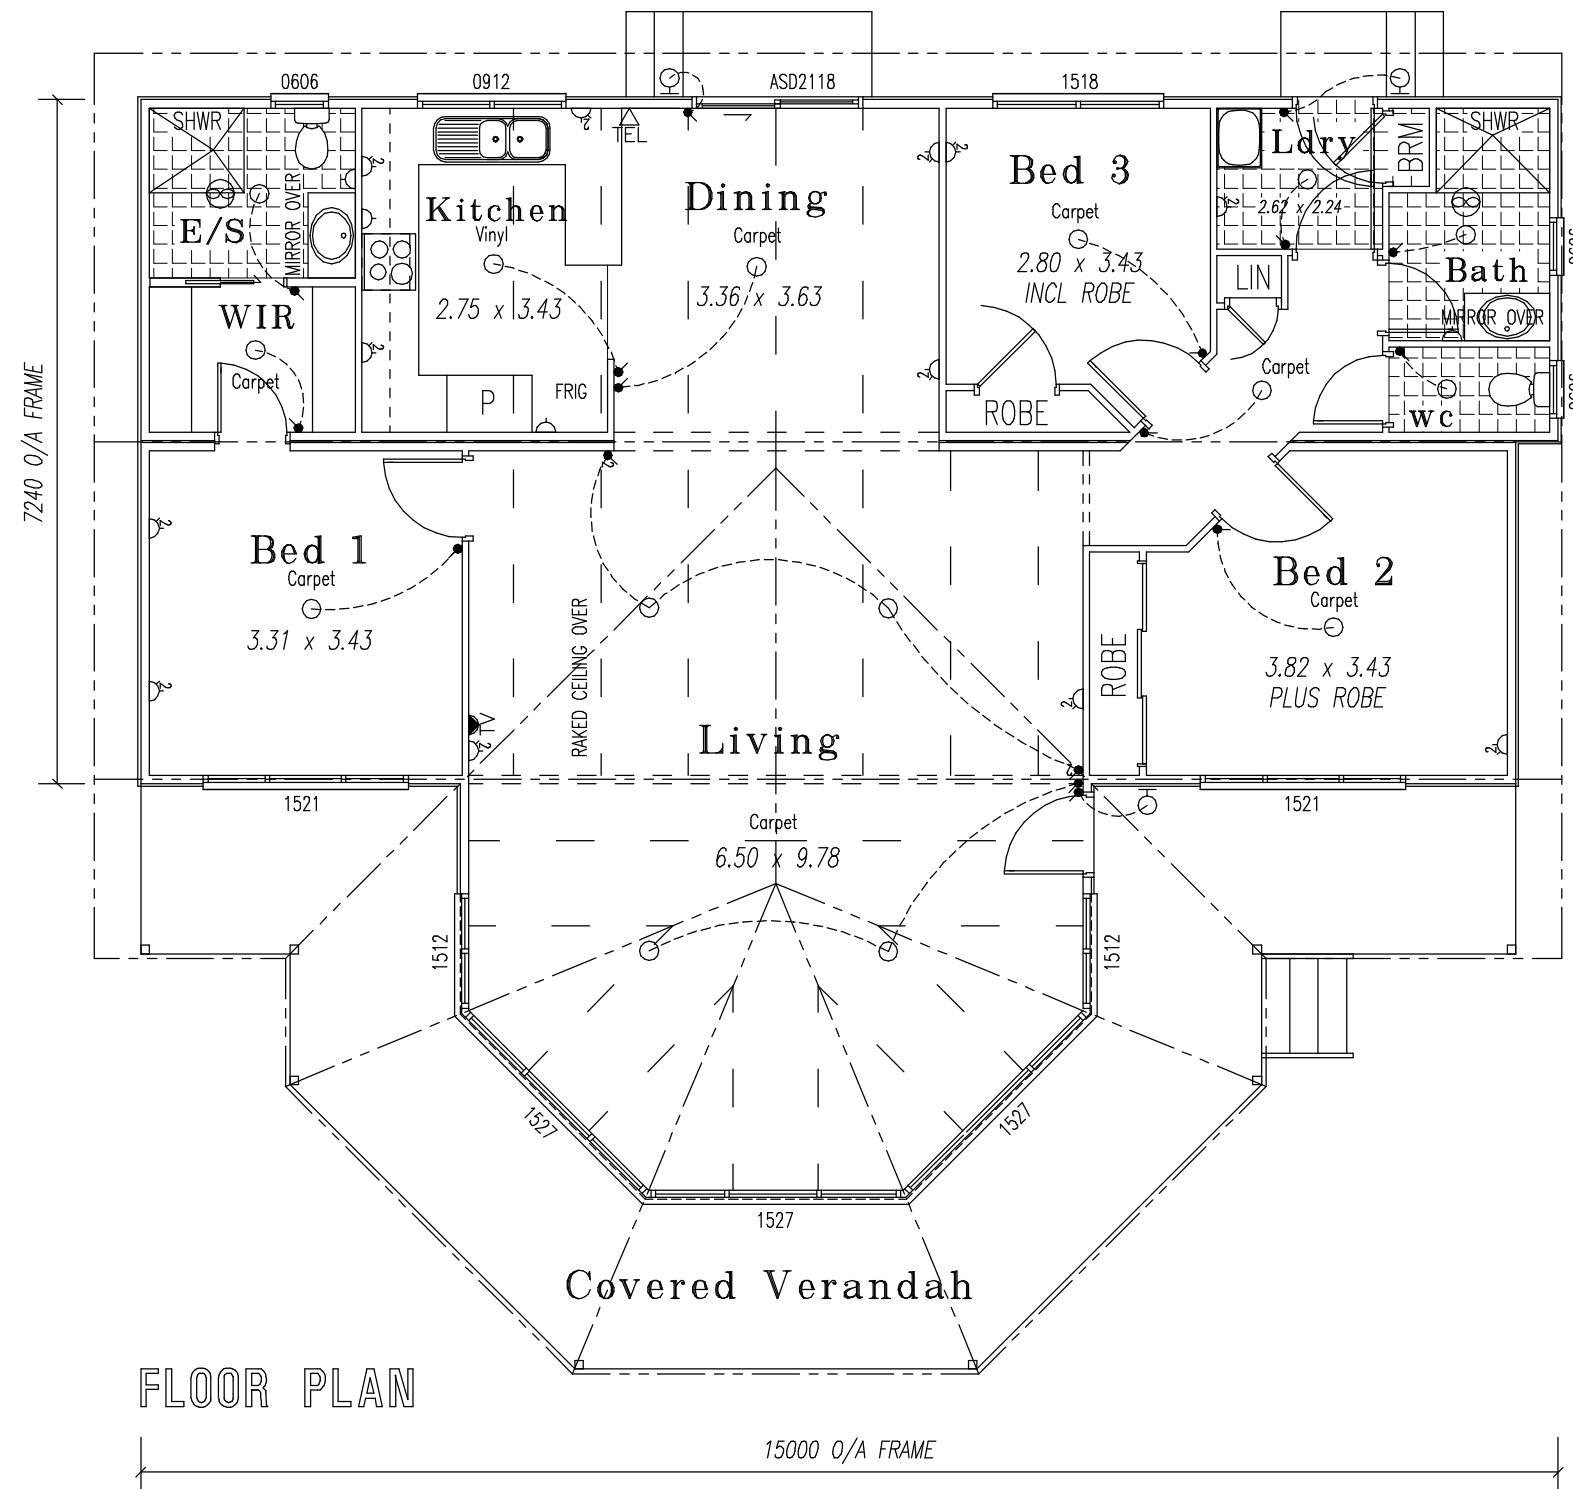 0606
0912
ASD2118
1518
SHWR
E/S
MIRROR OVER
WIR
Carpet
Kitchen
Vinyl
2.75 x 3.43
P
FRIG
TEL
Dining
Carpet
3.36 x 3.63
Bed 3
Carpet
2.80 x 3.43
INCL ROBE
ROBE
Ldry
2.62 x 2.24
BRM
SHWR
LIN
Bath
MIRROR OVER
Carpet
wc
7240 O/A FRAME
Bed 1
Carpet
3.31 x 3.43
1521
TV
RAKED CEILING OVER
Living
Carpet
6.50 x 9.78
Bed 2
Carpet
3.82 x 3.43
PLUS ROBE
ROBE
1521
1512
1512
1527
1527
1527
Covered Verandah
FLOOR PLAN
15000 O/A FRAME